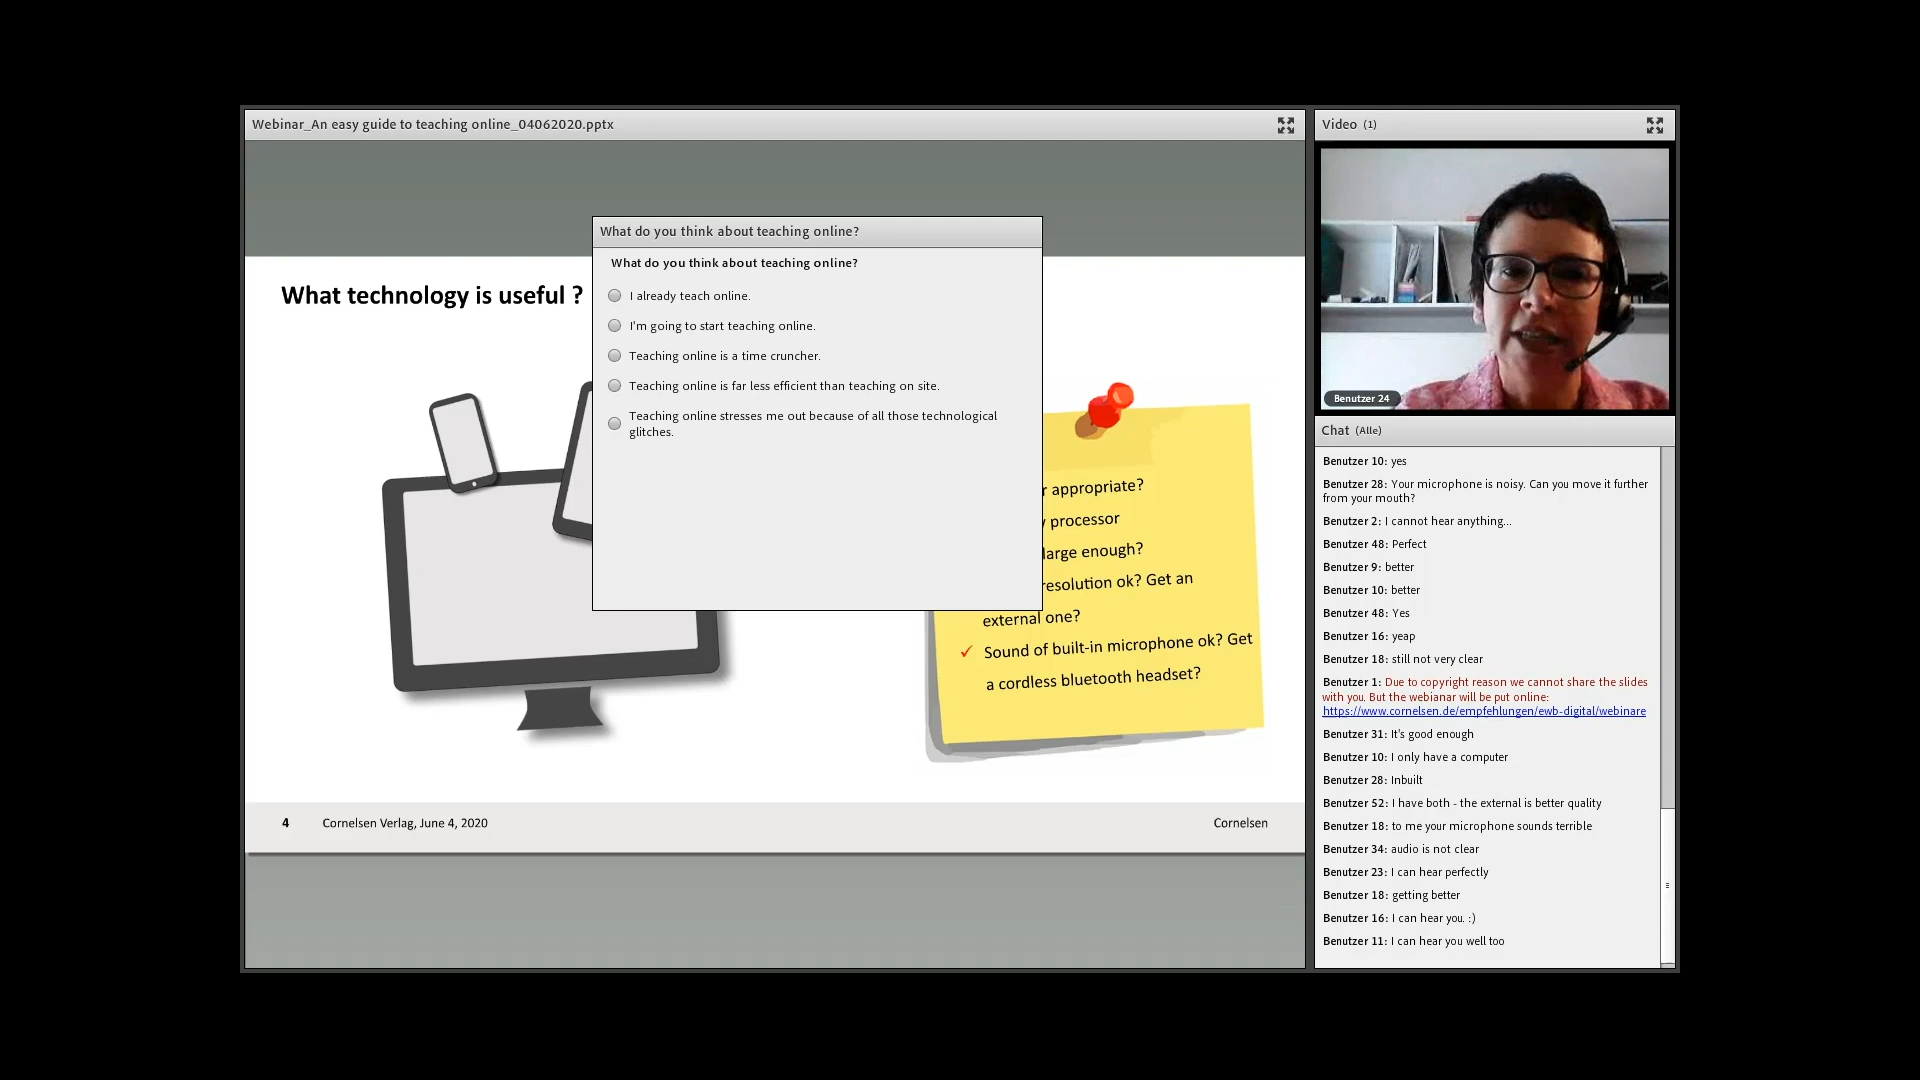 Webinar_An easy guide to teaching online_04062020.pptx
What technology is useful ?
What do you think about teaching online?
What do you think about teaching online?
I already teach online.
I'm going to start teaching online.
Teaching online is a time cruncher.
Teaching online is far less efficient than teaching on site.
Teaching online stresses me out because of all those technological
glitches.
appropriate?
processor
large enough?
resolution ok? Get an
external one?
✓ Sound of built-in microphone ok? Get
a cordless bluetooth headset?
4 Cornelsen Verlag, June 4, 2020 Cornelsen
Video (1)
Benutzer 24
Chat (Alle)
Benutzer 10: yes
Benutzer 28: Your microphone is noisy. Can you move it further
from your mouth?
Benutzer 2: I cannot hear anything...
Benutzer 48: Perfect
Benutzer 9: better
Benutzer 10: better
Benutzer 48: Yes
Benutzer 16: yeap
Benutzer 18: still not very clear
Benutzer 1: Due to copyright reason we cannot share the slides
with you. But the webianar will be put online:
https://www.cornelsen.de/empfehlungen/ewb-digital/webinare
Benutzer 31: It's good enough
Benutzer 10: I only have a computer
Benutzer 28: Inbuilt
Benutzer 52: I have both - the external is better quality
Benutzer 18: to me your microphone sounds terrible
Benutzer 34: audio is not clear
Benutzer 23: I can hear perfectly
Benutzer 18: getting better
Benutzer 16: I can hear you. :)
Benutzer 11: I can hear you well too